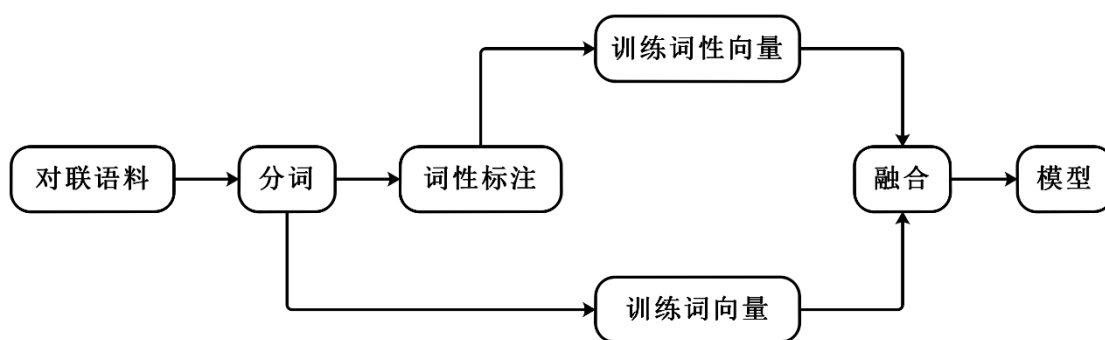 训练词性向量
对联语料
分词
词性标注
融合
模型
训练词向量